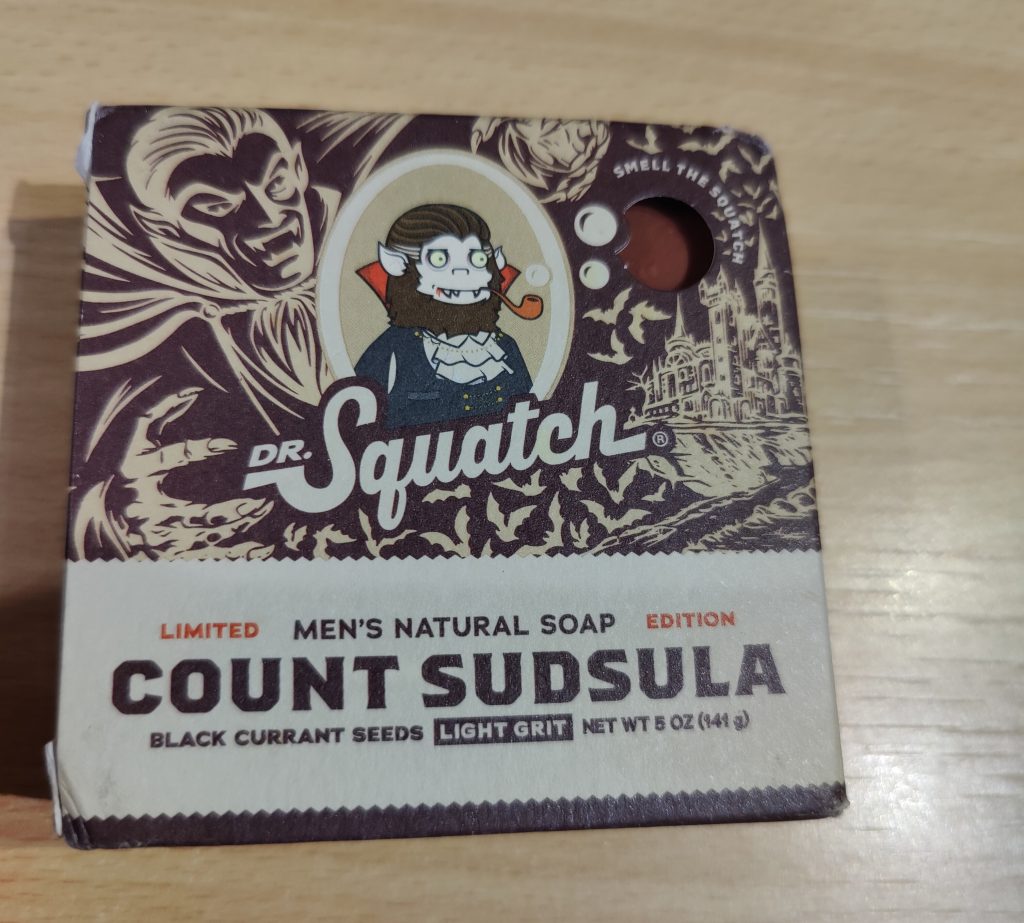 SMELL THE SQUATCH
DR. Squatch ®
LIMITED MEN'S NATURAL SOAP EDITION
COUNT SUDSULA
BLACK CURRANT SEEDS LIGHT GRIT NET WT 5 OZ (141 g)